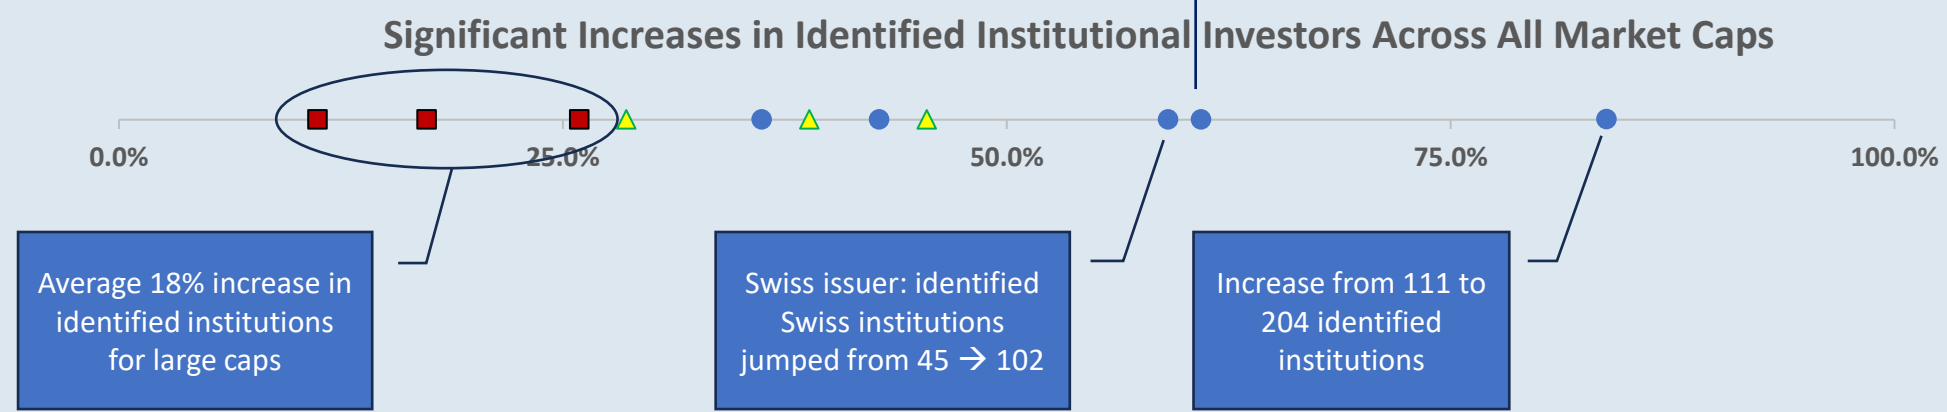 Significant Increases in Identified Institutional Investors Across All Market Caps
0.0%
25.0%
50.0%
75.0%
100.0%
Average 18% increase in
identified institutions
for large caps
Swiss issuer: identified
Swiss institutions
jumped from 45 → 102
Increase from 111 to
204 identified
institutions